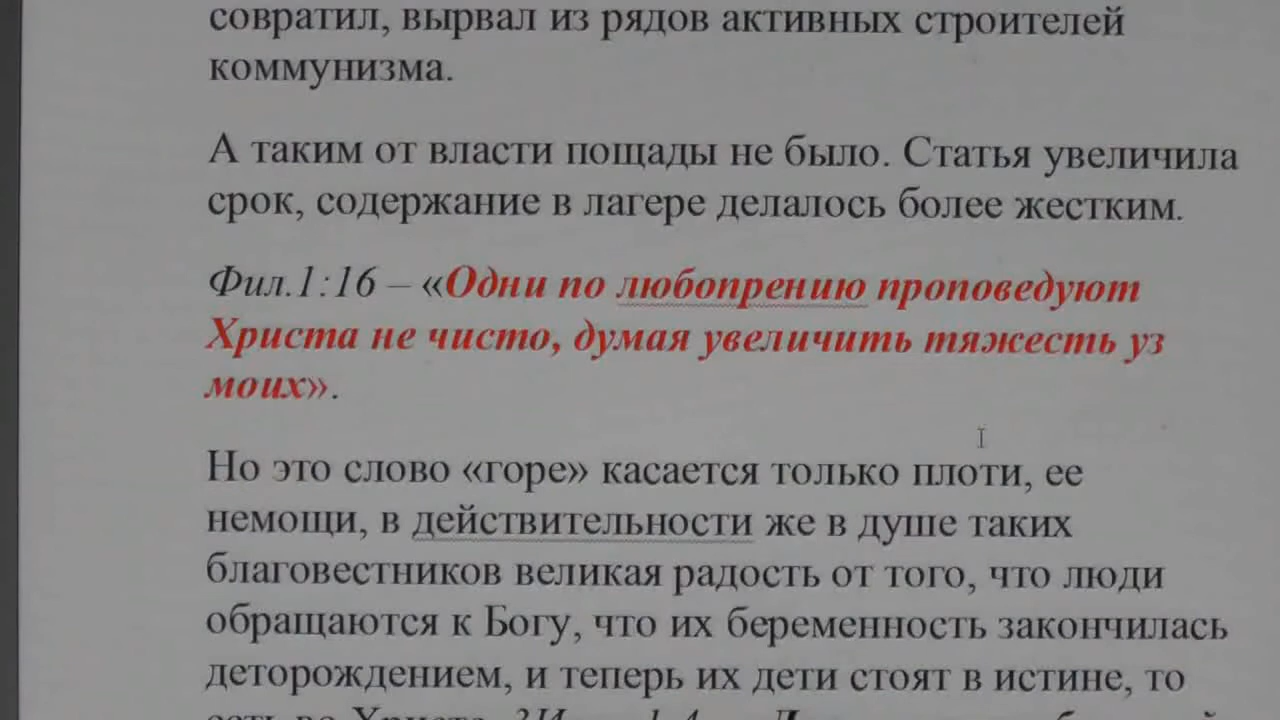 совратил, вырвал из рядов активных строителей
коммунизма.
А таким от власти пощады не было. Статья увеличила
срок, содержание в лагере делалось более жестким.
Фил.1:16 – «Одни по любопрению проповедуют
Христа не чисто, думая увеличить тяжесть уз
моих».
Но это слово «горе» касается только плоти, ее
немощи, в действительности же в душе таких
благовестников великая радость от того, что люди
обращаются к Богу, что их беременность закончилась
деторождением, и теперь их дети стоят в истине, то